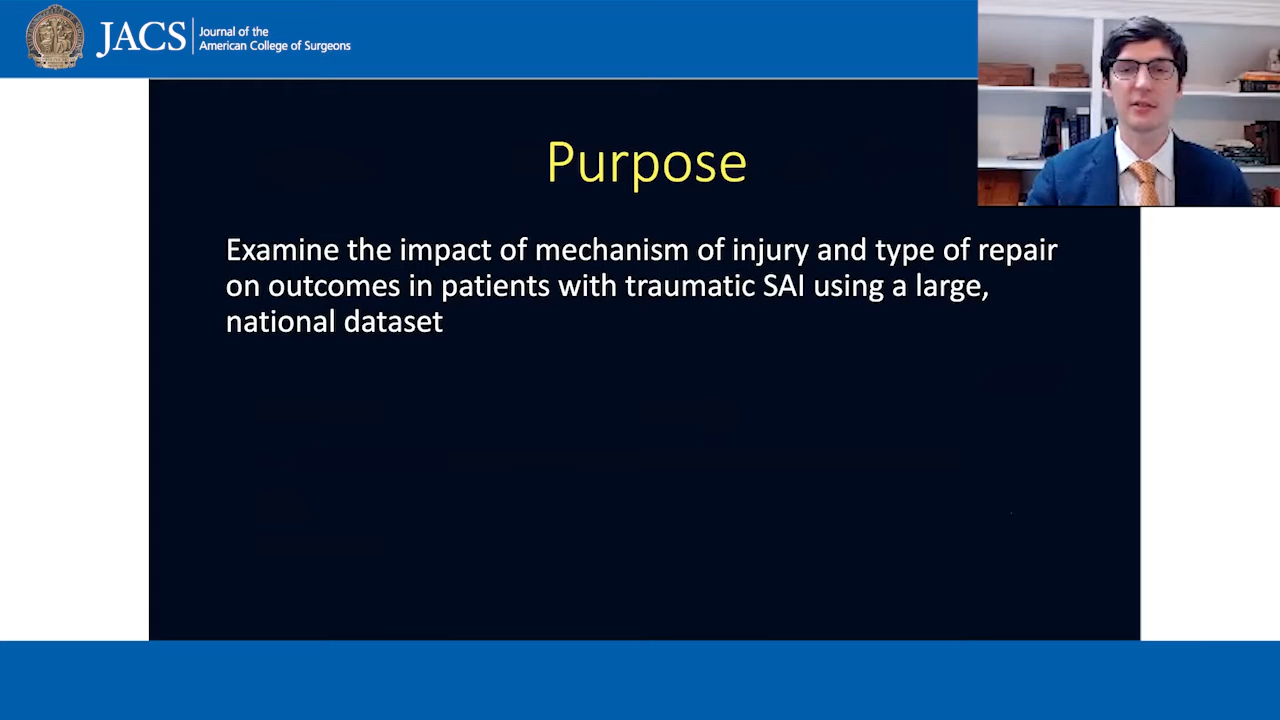 JACS
Journal of the
American College of Surgeons
Purpose
Examine the impact of mechanism of injury and type of repair
on outcomes in patients with traumatic SAI using a large,
national dataset